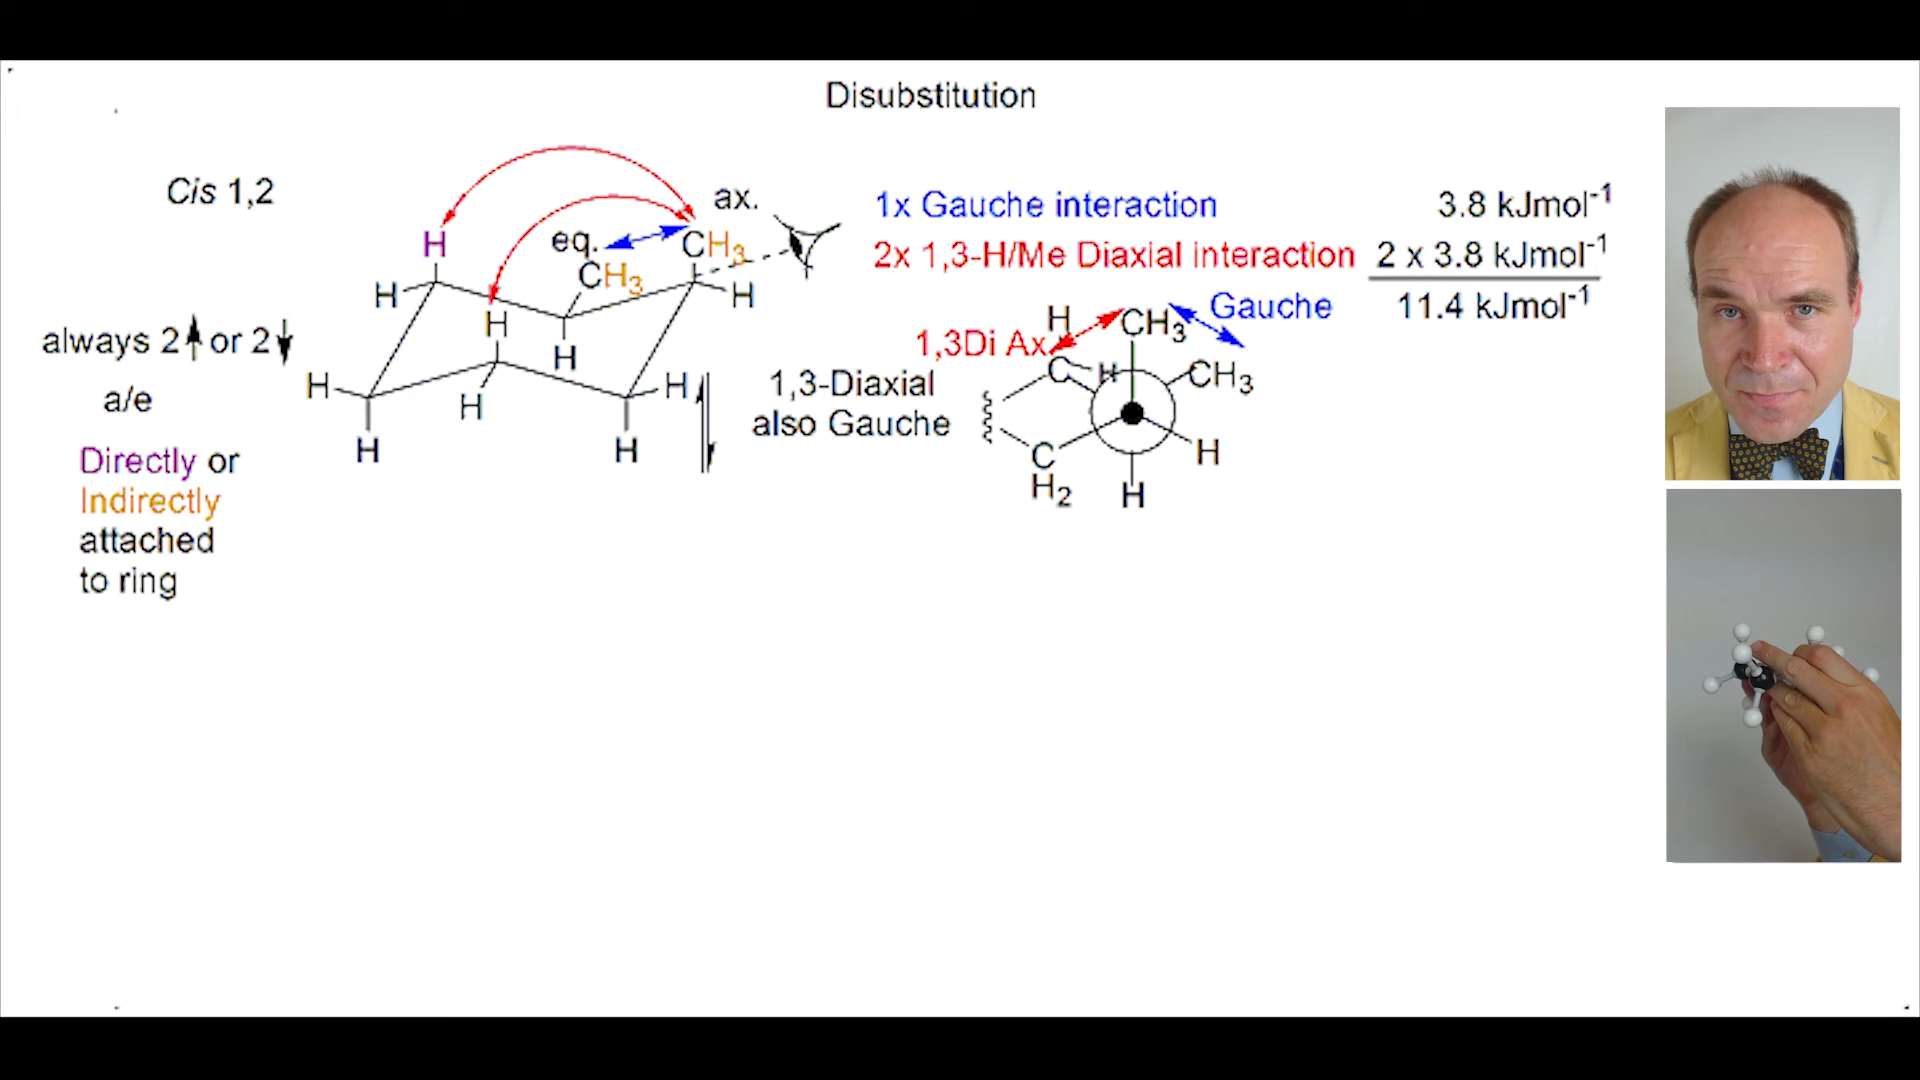 Disubstitution
Cis 1,2
always 2 or 2
a/e
Directly or
Indirectly
attached
to ring
H
H
H
eq.
CH3
ax.
CH3
H
H
H
H
H
H
H
H
1x Gauche interaction 3.8 kJmol-1
2x 1,3-H/Me Diaxial interaction 2 x 3.8 kJmol-1
11.4 kJmol-1
1,3-Diaxial
also Gauche
1,3Di Ax
H
CH3
Gauche
C
H
CH3
C
H2
H
H